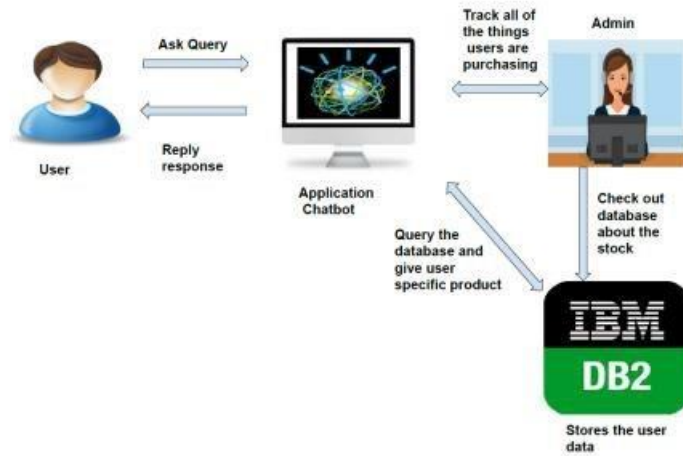 Ask Query
Reply
response
User
Application
Chatbot
Track all of
the things
users are
purchasing
Admin
Query the
database and
give user
specific product
Check out
database
about the
stock
IBM
DB2
Stores the user
data